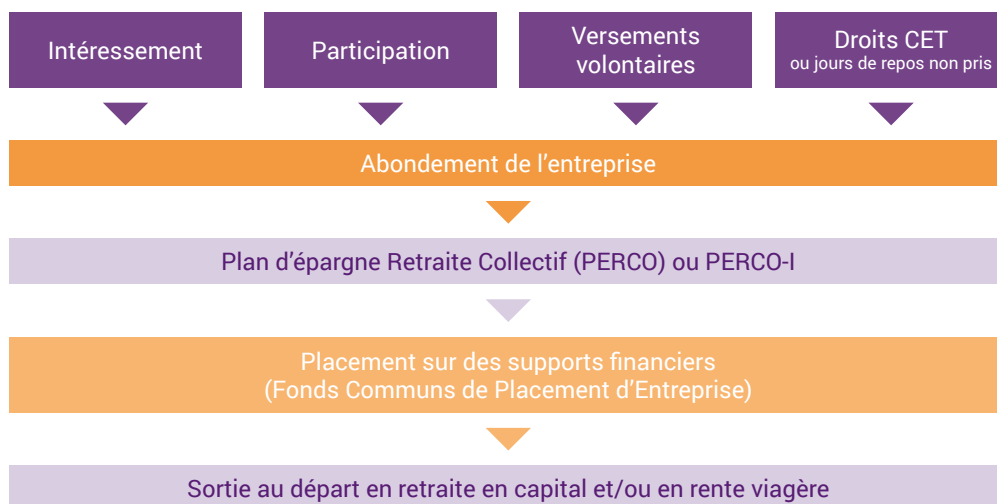 Intéressement
Participation
Versements
volontaires
Droits CET
ou jours de repos non pris
Abondement de l’entreprise
Plan d’épargne Retraite Collectif (PERCO) ou PERCO-I
Placement sur des supports financiers
(Fonds Communs de Placement d’Entreprise)
Sortie au départ en retraite en capital et/ou en rente viagère